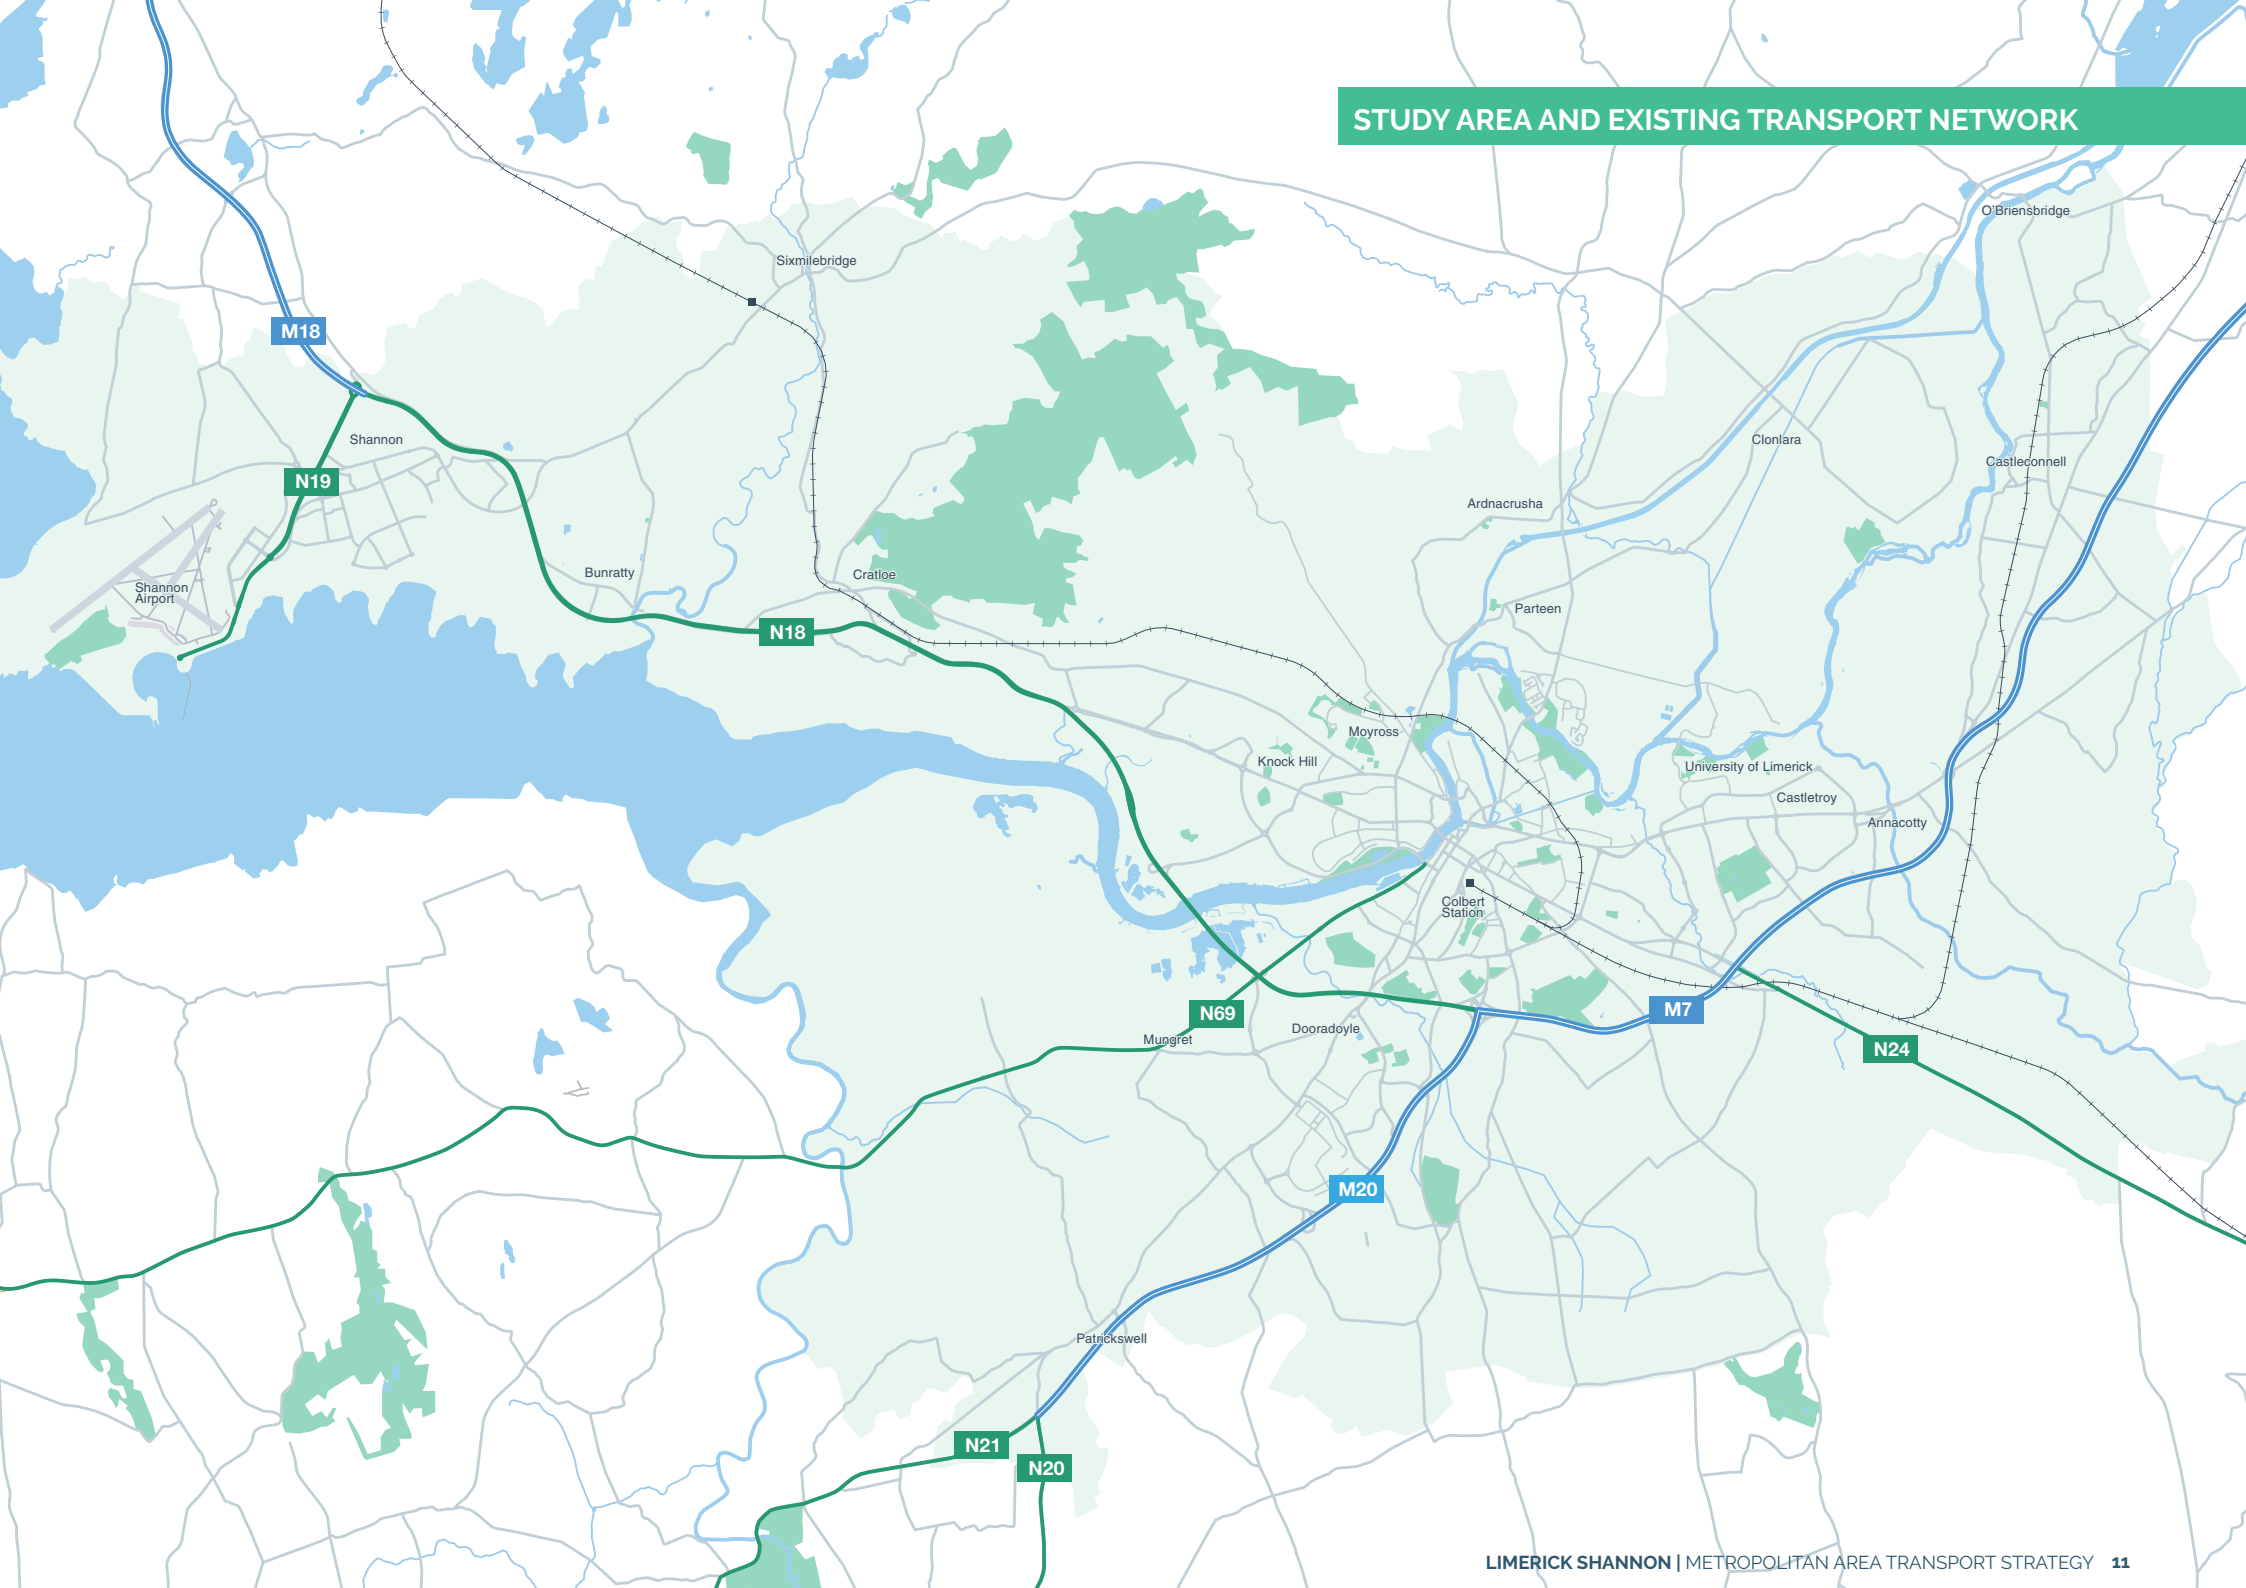 STUDY AREA AND EXISTING TRANSPORT NETWORK
O'Briensbridge
Sixmilebridge
M18
Shannon
Clonlara
Castleconnell
N19
Ardnacrusha
Bunratty
Cratloe
Shannon
Airport
Parteen
N18
Moyross
Knock Hill
University of Limerick
Castletroy
Annacotty
Colbert
Station
N69
M7
Dooradoyle
Mungret
N24
M20
Patrickswell
N21
N20
LIMERICK SHANNON | METROPOLITAN AREA TRANSPORT STRATEGY 11